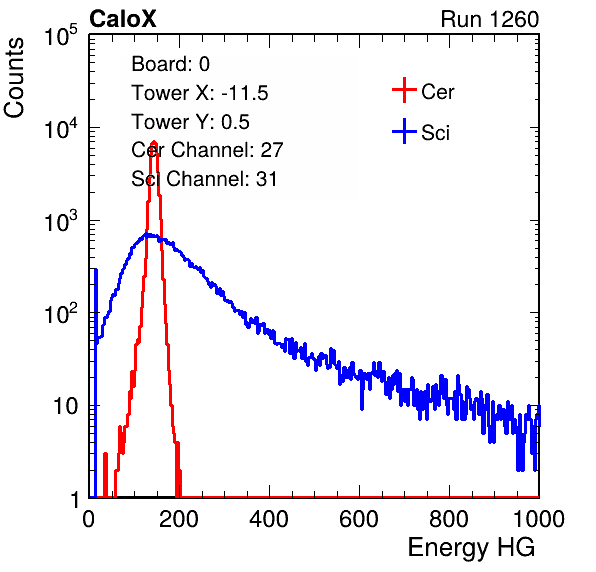 CaloX Run 1260
Counts
Board: 0
Tower X: -11.5
Tower Y: 0.5
Cer Channel: 27
Sci Channel: 31
Cer
Sci
10^5
10^4
10^3
10^2
10
1
0 200 400 600 800 1000
Energy HG